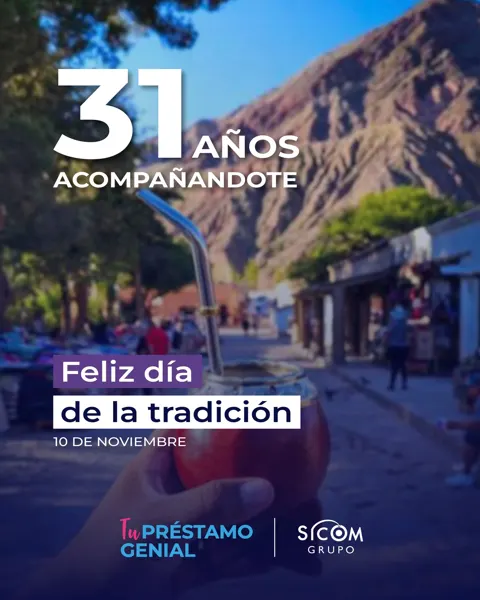 31 AÑOS
ACOMPAÑANDOTE
Feliz día
de la tradición
10 DE NOVIEMBRE
Tu PRÉSTAMO
GENIAL
SICOM
GRUPO